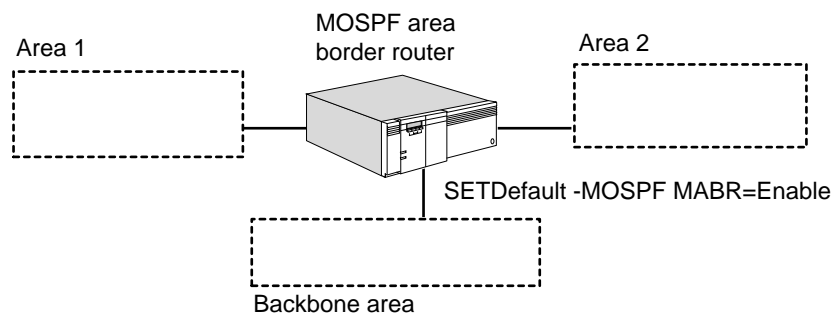 Area 1
MOSPF area
border router
Area 2
SETDefault -MOSPF MABR=Enable
Backbone area